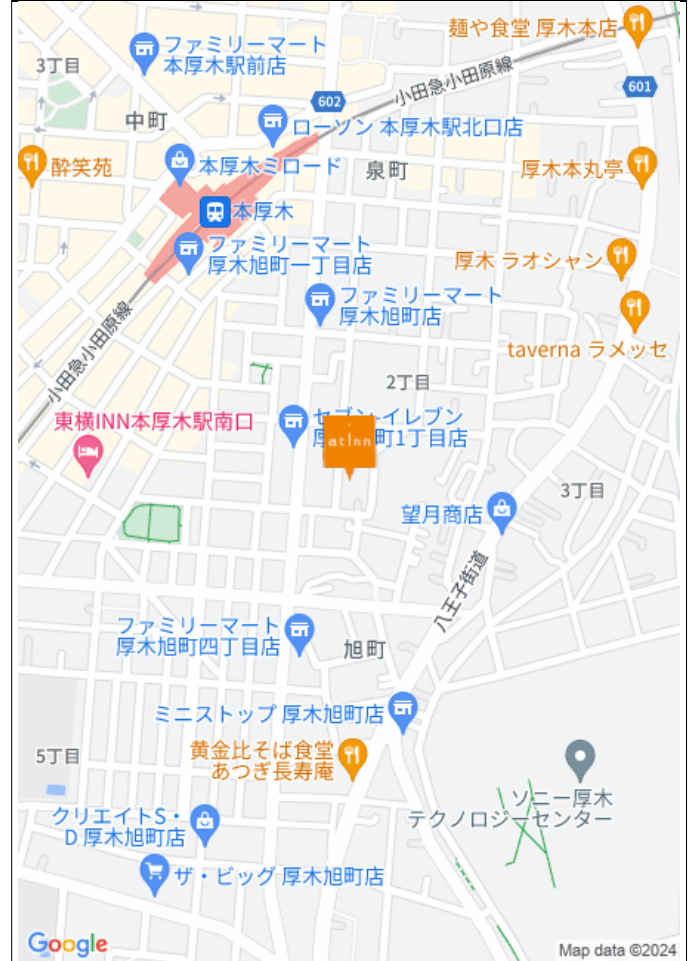 麺や食堂 厚木本店
ファミリーマート
本厚木駅前店
3丁目
小田急小田原線
601
602
中町
ローソン 本厚木駅北口店
酔笑苑
本厚木ミロード
泉町
厚木本丸亭
本厚木
ファミリーマート
厚木旭町一丁目店
厚木 ラオシャン
ファミリーマート
厚木旭町店
小田急小田原線
taverna ラメッセ
2丁目
東横INN本厚木駅南口
セブン-イレブン
厚 町1丁目店
at Inn
3丁目
望月商店
八王子街道
ファミリーマート
厚木旭町四丁目店
旭町
ミニストップ 厚木旭町店
5丁目
黄金比そば食堂
あつぎ長寿庵
ソニー厚木
テクノロジーセンター
クリエイトS・
D 厚木旭町店
ザ・ビッグ 厚木旭町店
Google
Map data ©2024